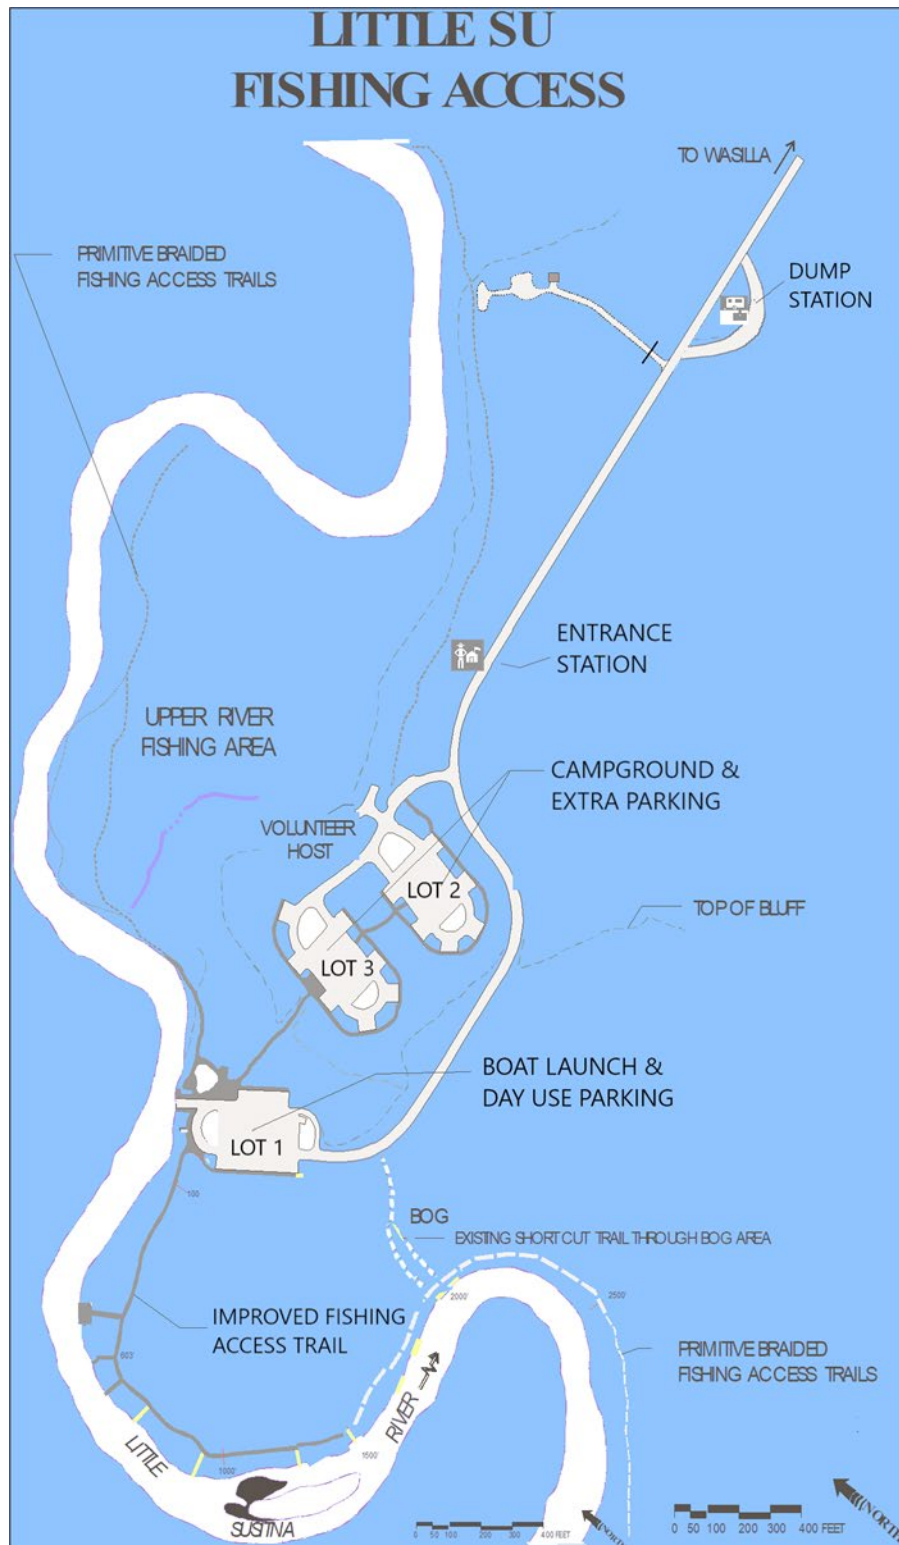 LITTLE SU
FISHING ACCESS
TO WASILLA
PRIMITIVE BRAIDED
FISHING ACCESS TRAILS
DUMP
STATION
ENTRANCE
STATION
UPPER RIVER
FISHING AREA
CAMPGROUND &
EXTRA PARKING
VOLUNTEER
HOST
LOT 2
TOP OF BLUFF
LOT 3
BOAT LAUNCH &
DAY USE PARKING
LOT 1
100
BOG
EXISTING SHORT CUT TRAIL THROUGH BOG AREA
2000'
2500'
IMPROVED FISHING
ACCESS TRAIL
PRIMITIVE BRAIDED
FISHING ACCESS TRAILS
N
RIVER
LITTLE
1500'
1000'
SUSITNA
0 50 100 200 300 400 FEET
0 50 100 200 300 400 FEET